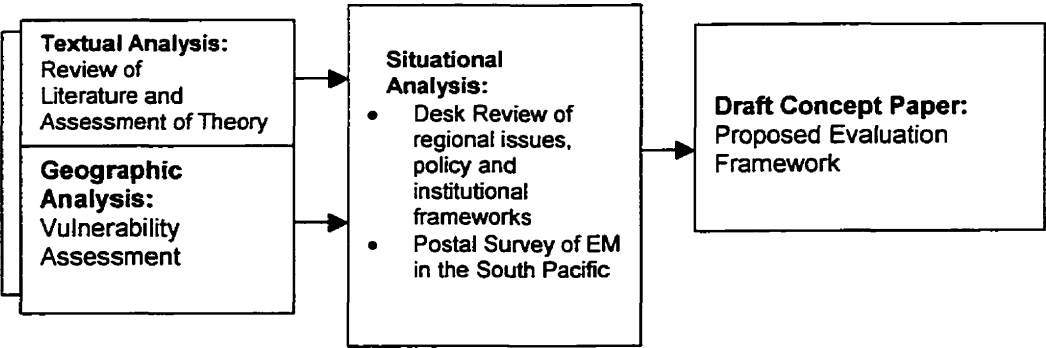 Textual Analysis:
Review of
Literature and
Assessment of Theory
Geographic
Analysis:
Vulnerability
Assessment
Situational
Analysis:
• Desk Review of
regional issues,
policy and
institutional
frameworks
• Postal Survey of EM
in the South Pacific
Draft Concept Paper:
Proposed Evaluation
Framework